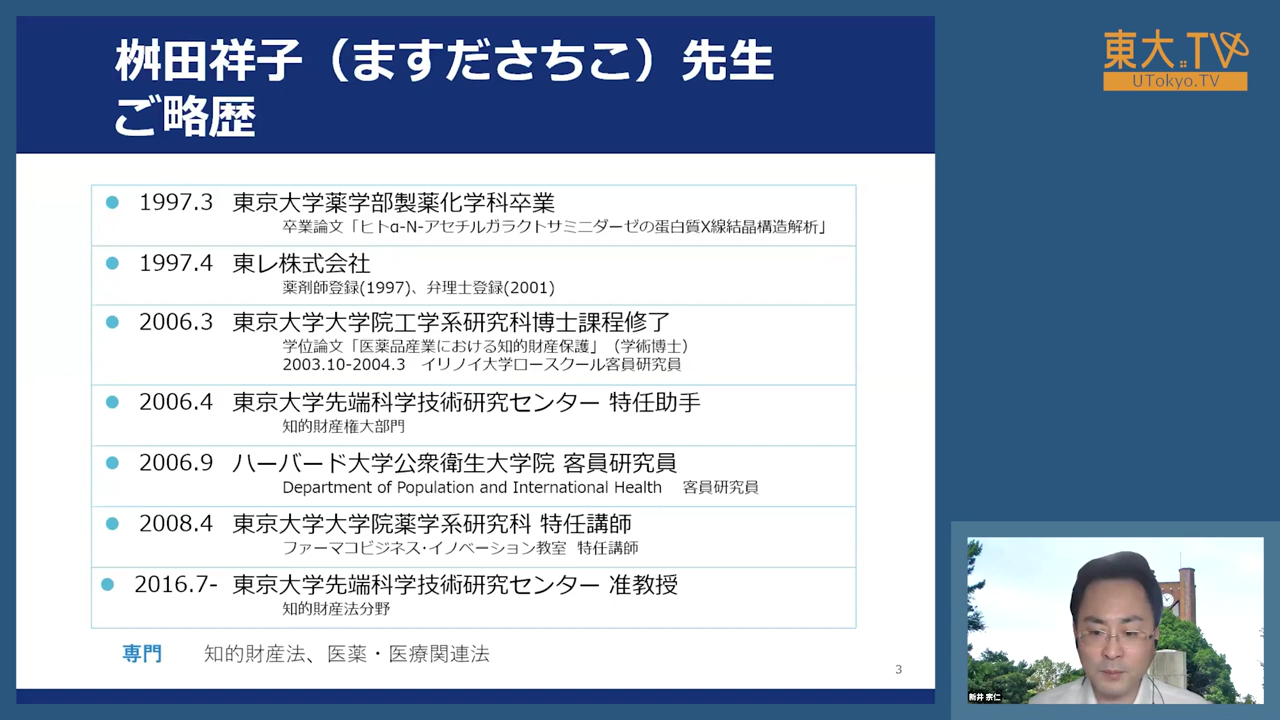 桝田祥子（ますださちこ）先生
ご略歴
東大.TV
UTokyo.TV
1997.3 東京大学薬学部製薬化学科卒業
卒業論文「ヒトα-N-アセチルガラクトサミニダーゼの蛋白質X線結晶構造解析」
1997.4 東レ株式会社
薬剤師登録(1997)、弁理士登録(2001)
2006.3 東京大学大学院工学系研究科博士課程修了
学位論文「医薬品産業における知的財産保護」（学術博士）
2003.10-2004.3 イリノイ大学ロースクール客員研究員
2006.4 東京大学先端科学技術研究センター 特任助手
知的財産権大部門
2006.9 ハーバード大学公衆衛生大学院 客員研究員
Department of Population and International Health 客員研究員
2008.4 東京大学大学院薬学系研究科 特任講師
ファーマコビジネス･イノベーション教室 特任講師
2016.7- 東京大学先端科学技術研究センター 准教授
知的財産法分野
専門 知的財産法、医薬・医療関連法
3
新井 宗仁